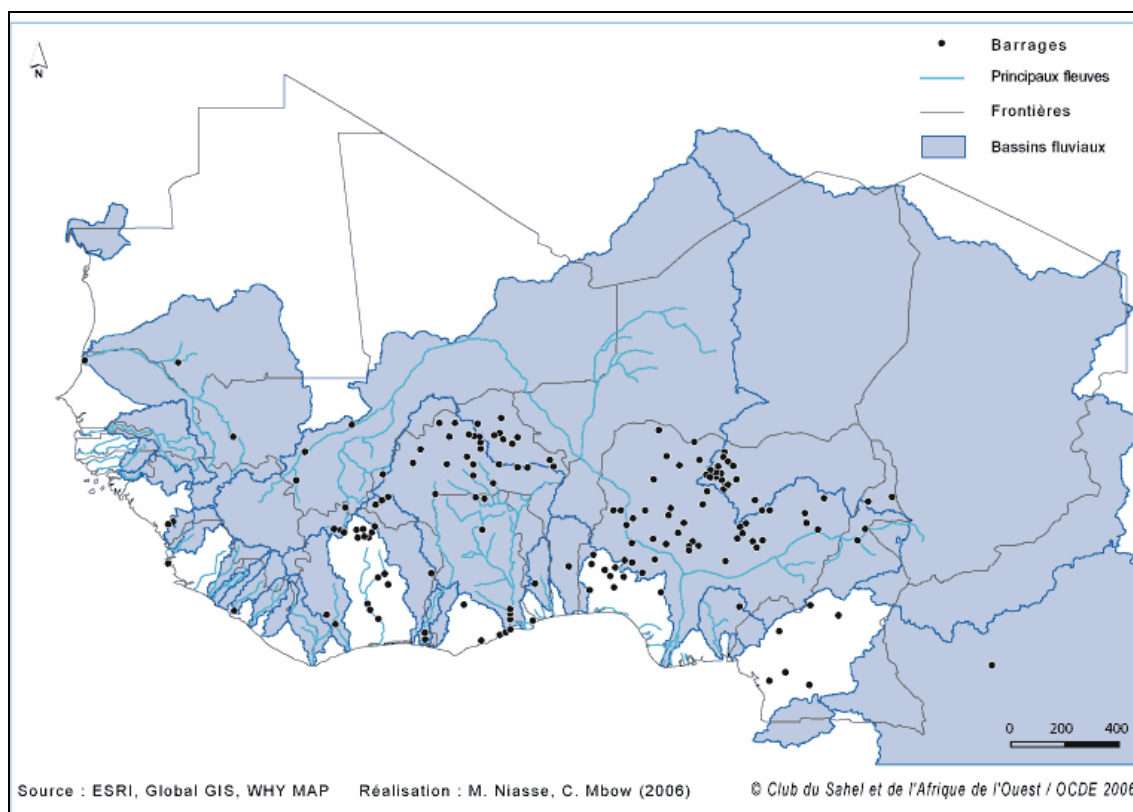 N
Barrages
Principaux fleuves
Frontières
Bassins fluviaux
0 200 400
Source : ESRI, Global GIS, WHY MAP Réalisation : M. Niasse, C. Mbow (2006) © Club du Sahel et de l'Afrique de l'Ouest / OCDE 2006